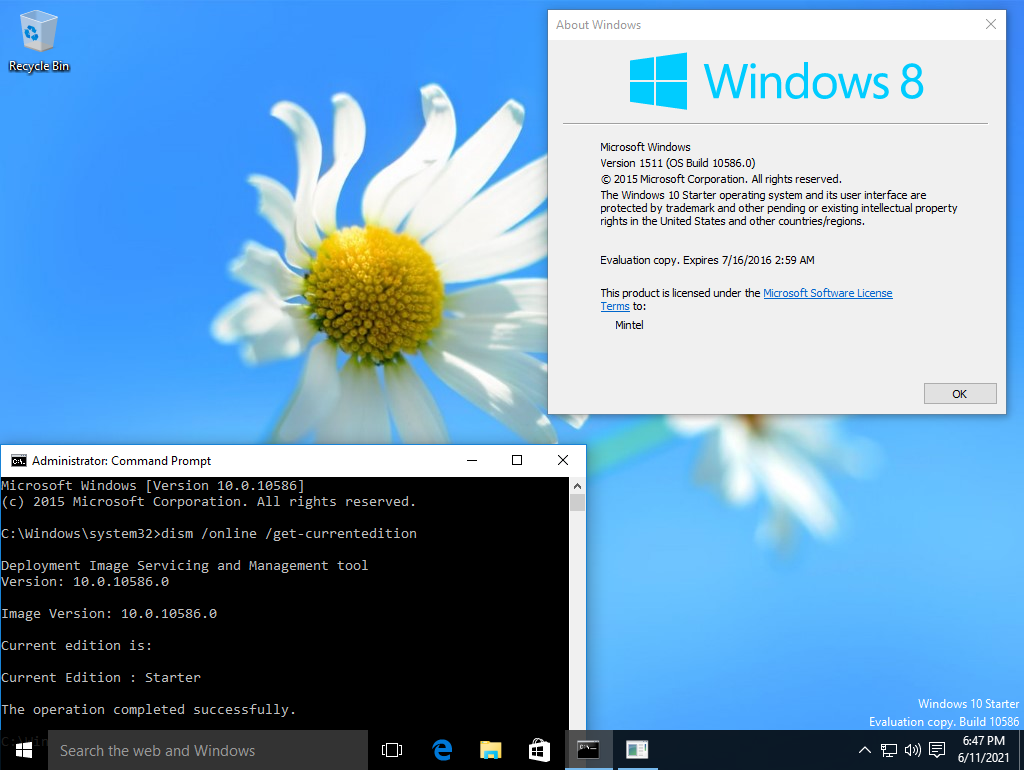 Recycle Bin
About Windows
Windows 8
Microsoft Windows
Version 1511 (OS Build 10586.0)
© 2015 Microsoft Corporation. All rights reserved.
The Windows 10 Starter operating system and its user interface are
protected by trademark and other pending or existing intellectual property
rights in the United States and other countries/regions.
Evaluation copy. Expires 7/16/2016 2:59 AM
This product is licensed under the Microsoft Software License
Terms to:
Mintel
OK
Administrator: Command Prompt
Microsoft Windows [Version 10.0.10586]
(c) 2015 Microsoft Corporation. All rights reserved.
C:\Windows\system32>dism /online /get-currentedition
Deployment Image Servicing and Management tool
Version: 10.0.10586.0
Image Version: 10.0.10586.0
Current edition is:
Current Edition : Starter
The operation completed successfully.
Windows 10 Starter
Evaluation copy. Build 10586
Search the web and Windows
6:47 PM
6/11/2021